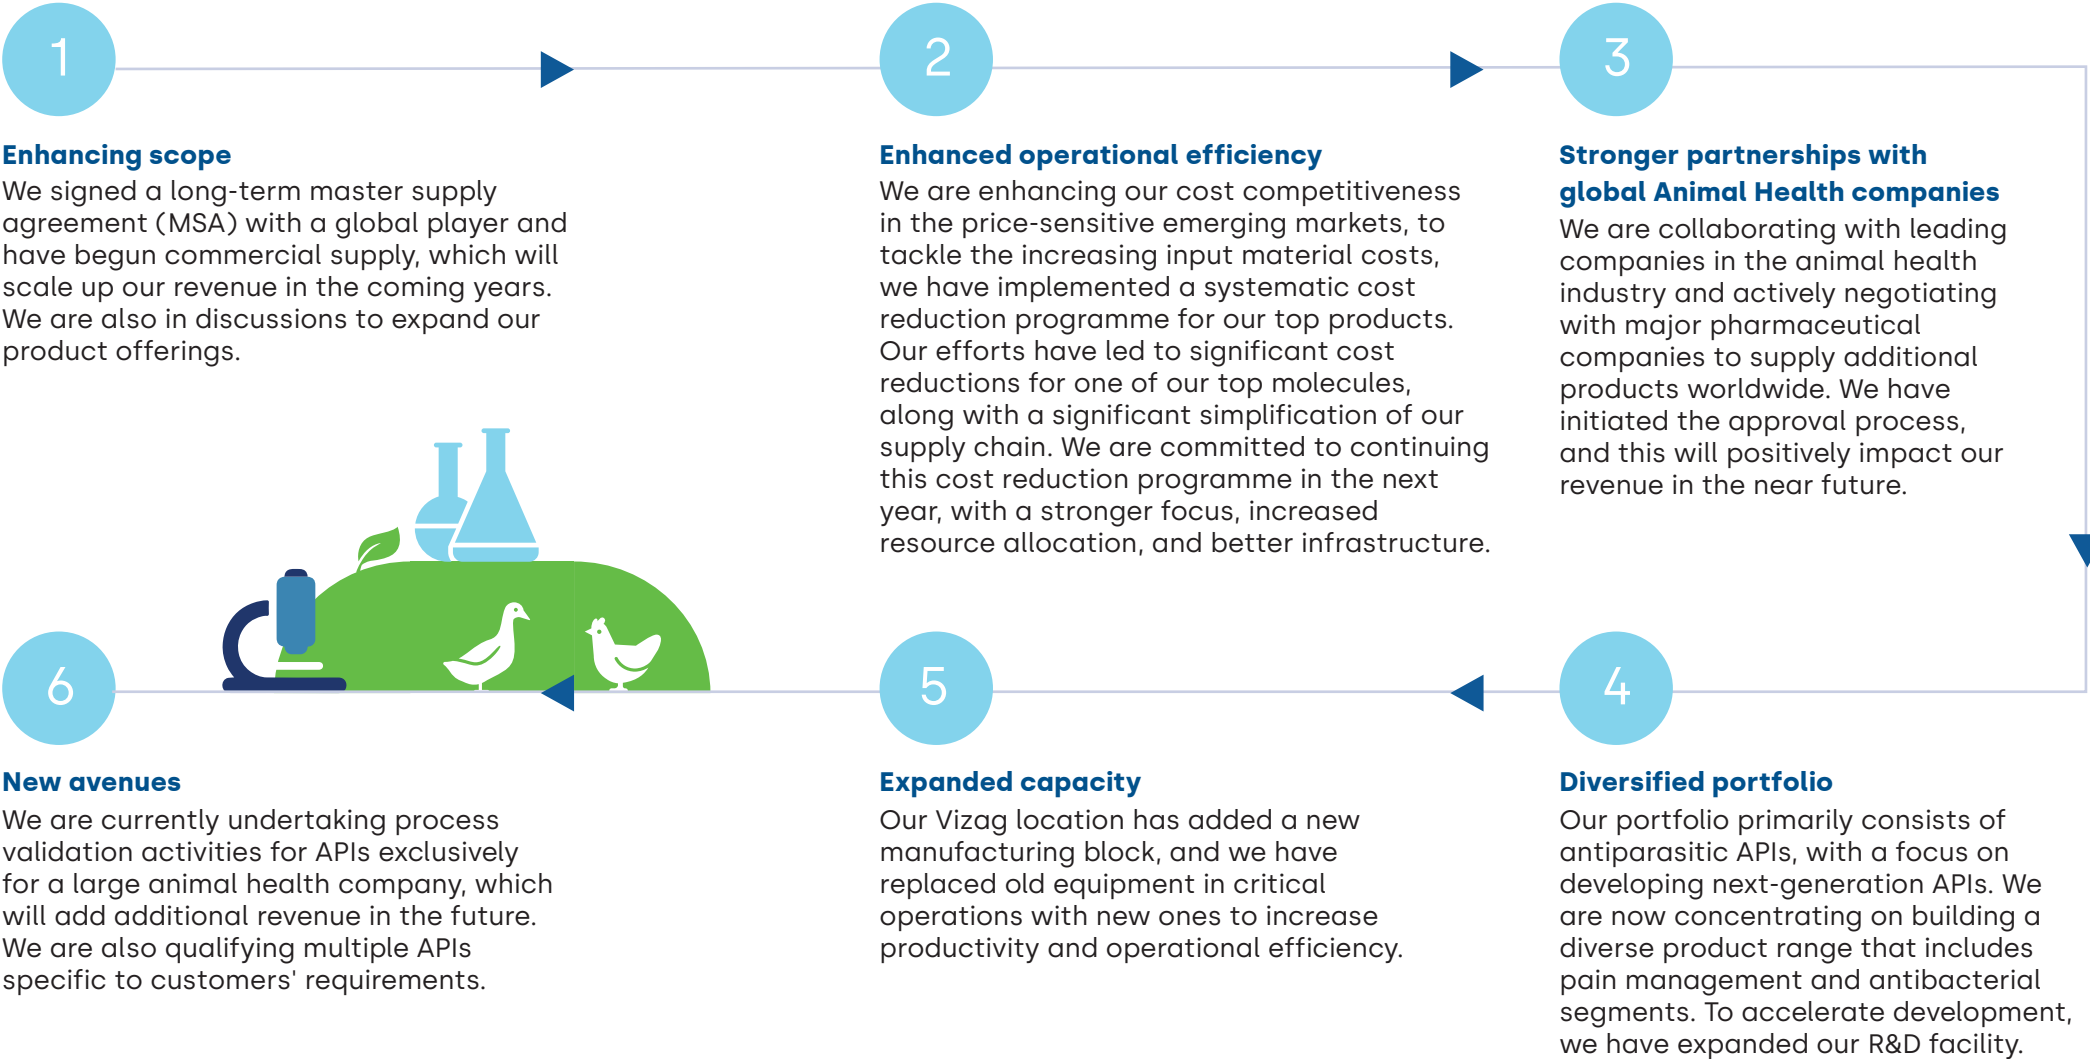 1
Enhancing scope
We signed a long-term master supply
agreement (MSA) with a global player and
have begun commercial supply, which will
scale up our revenue in the coming years.
We are also in discussions to expand our
product offerings.
2
Enhanced operational efficiency
We are enhancing our cost competitiveness
in the price-sensitive emerging markets, to
tackle the increasing input material costs,
we have implemented a systematic cost
reduction programme for our top products.
Our efforts have led to significant cost
reductions for one of our top molecules,
along with a significant simplification of our
supply chain. We are committed to continuing
this cost reduction programme in the next
year, with a stronger focus, increased
resource allocation, and better infrastructure.
3
Stronger partnerships with
global Animal Health companies
We are collaborating with leading
companies in the animal health
industry and actively negotiating
with major pharmaceutical
companies to supply additional
products worldwide. We have
initiated the approval process,
and this will positively impact our
revenue in the near future.
4
Diversified portfolio
Our portfolio primarily consists of
antiparasitic APIs, with a focus on
developing next-generation APIs. We
are now concentrating on building a
diverse product range that includes
pain management and antibacterial
segments. To accelerate development,
we have expanded our R&D facility.
5
Expanded capacity
Our Vizag location has added a new
manufacturing block, and we have
replaced old equipment in critical
operations with new ones to increase
productivity and operational efficiency.
6
New avenues
We are currently undertaking process
validation activities for APIs exclusively
for a large animal health company, which
will add additional revenue in the future.
We are also qualifying multiple APIs
specific to customers' requirements.